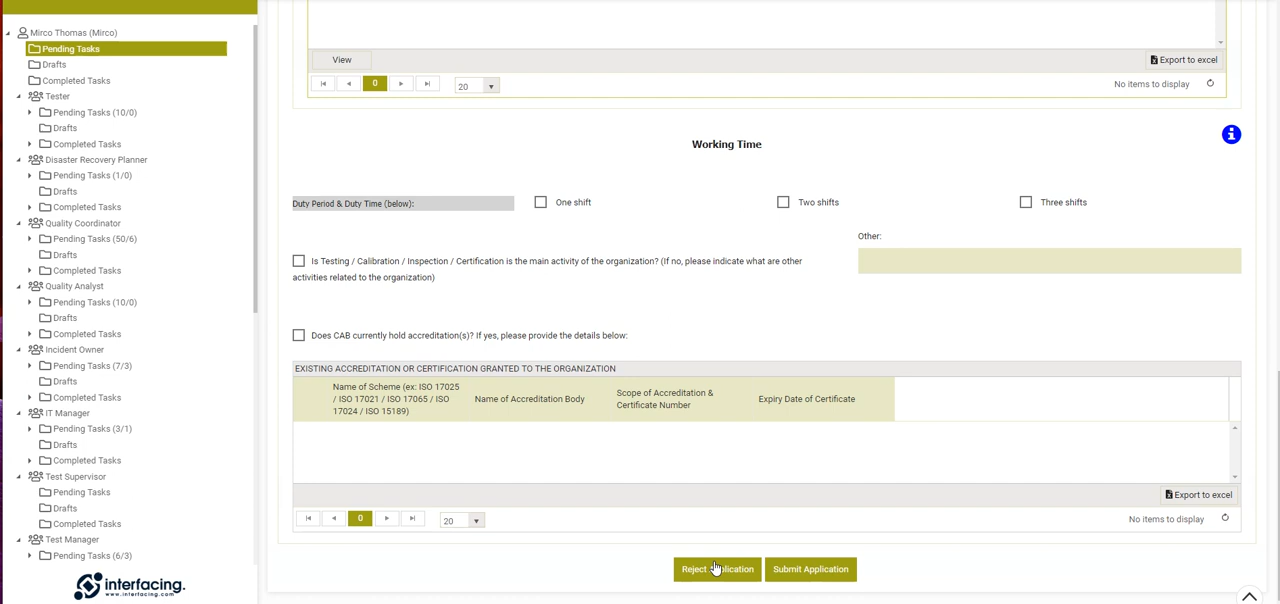 Mirco Thomas (Mirco)
Pending Tasks
Drafts
Completed Tasks
Tester
Pending Tasks (10/0)
Drafts
Completed Tasks
Disaster Recovery Planner
Pending Tasks (1/0)
Drafts
Completed Tasks
Quality Coordinator
Pending Tasks (50/6)
Drafts
Completed Tasks
Quality Analyst
Pending Tasks (10/0)
Drafts
Completed Tasks
Incident Owner
Pending Tasks (7/3)
Drafts
Completed Tasks
IT Manager
Pending Tasks (3/1)
Drafts
Completed Tasks
Test Supervisor
Pending Tasks
Drafts
Completed Tasks
Test Manager
Pending Tasks (6/3)
interfacing.
www.interfacing.com
View
Export to excel
0
20
No items to display
Working Time
Duty Period & Duty Time (below):
One shift
Two shifts
Three shifts
Other:
Is Testing / Calibration / Inspection / Certification is the main activity of the organization? (If no, please indicate what are other
activities related to the organization)
Does CAB currently hold accreditation(s)? If yes, please provide the details below:
EXISTING ACCREDITATION OR CERTIFICATION GRANTED TO THE ORGANIZATION
Name of Scheme (ex: ISO 17025
/ ISO 17021 / ISO 17065 / ISO
17024 / ISO 15189)
Name of Accreditation Body
Scope of Accreditation &
Certificate Number
Expiry Date of Certificate
Export to excel
0
20
No items to display
Reject Application
Submit Application